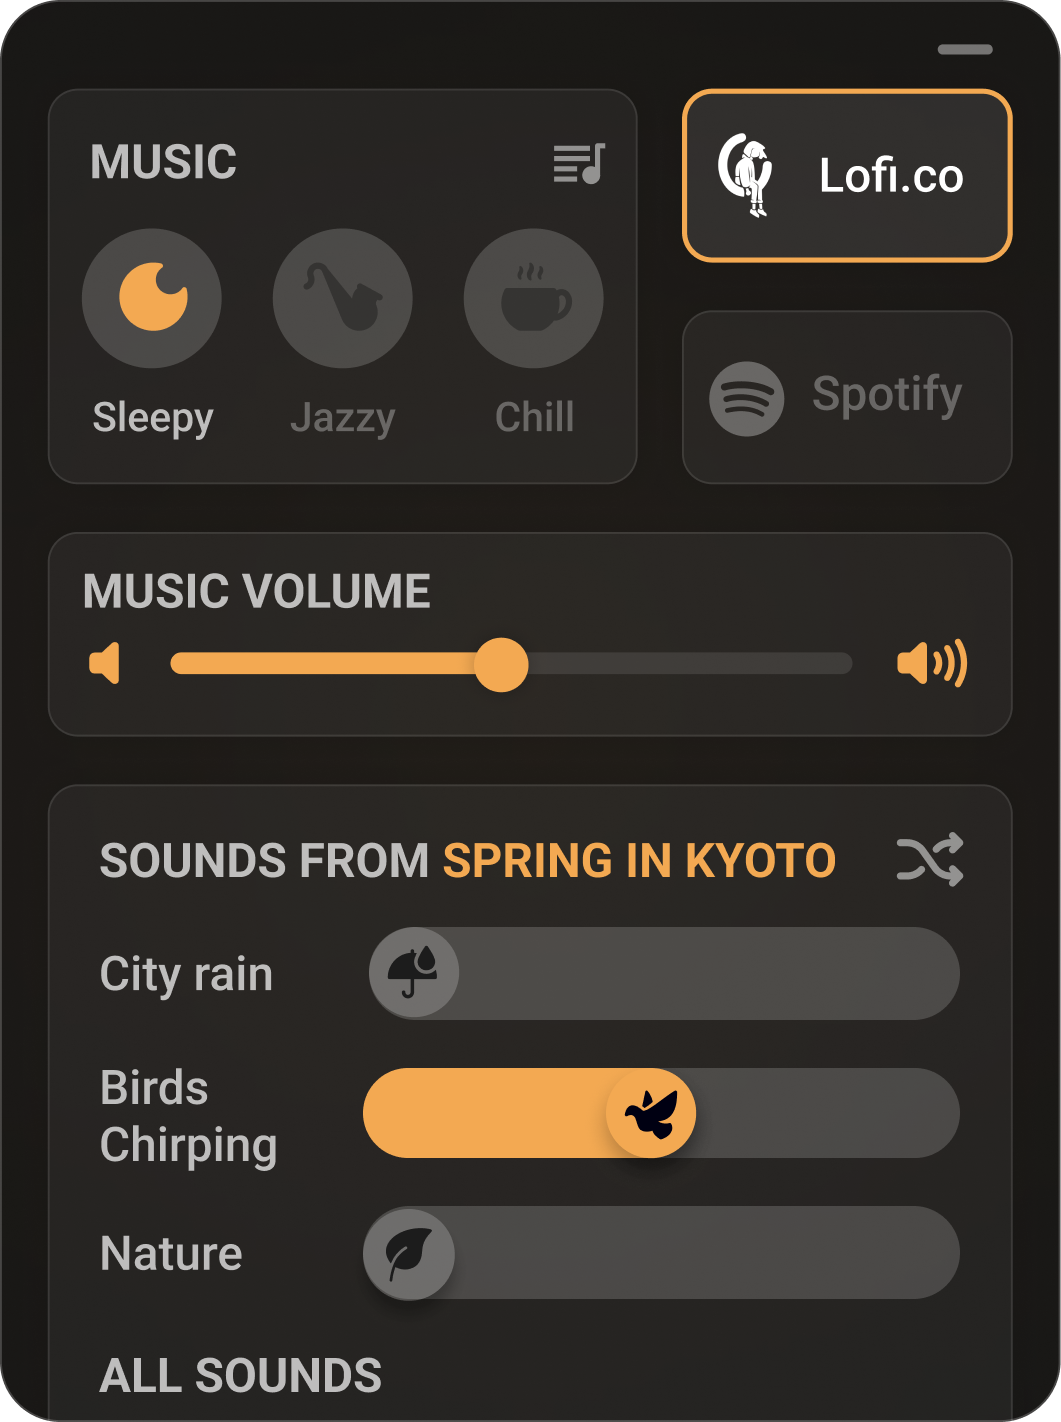 MUSIC
Lofi.co
Sleepy
Jazzy
Chill
Spotify
MUSIC VOLUME
SOUNDS FROM SPRING IN KYOTO
City rain
Birds
Chirping
Nature
ALL SOUNDS